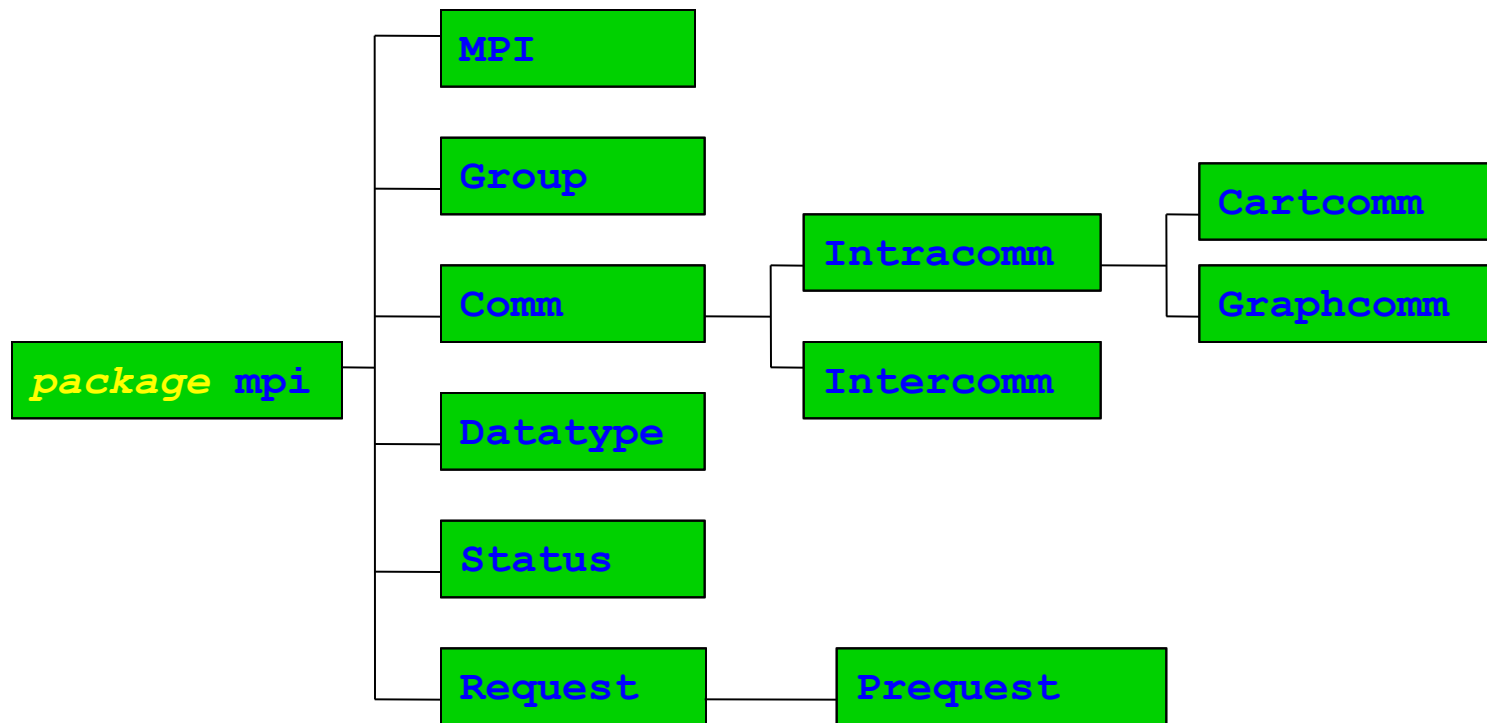 MPI
Group
Cartcomm
Intracomm
Comm
Graphcomm
package mpi
Intercomm
Datatype
Status
Request
Prequest